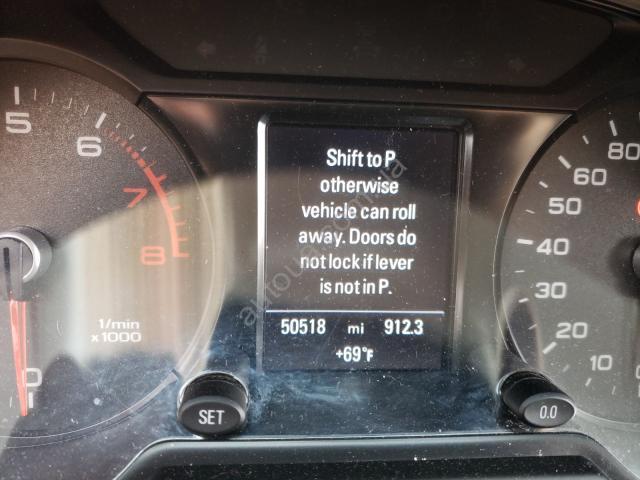 Shift to P
otherwise
vehicle can roll
away. Doors do
not lock if lever
is not in P.
50518 mi 912.3
+69°F
5
6
7
8
1/min
x1000
0
SET
80
60
50
40
30
20
10
0.0